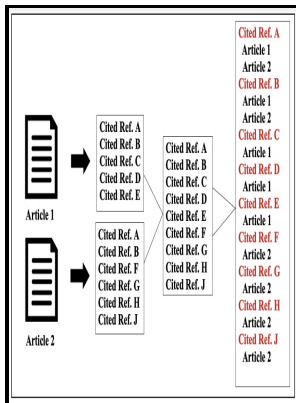 Article 1
Cited Ref. A
Cited Ref. B
Cited Ref. C
Cited Ref. D
Cited Ref. E
Article 2
Cited Ref. A
Cited Ref. B
Cited Ref. F
Cited Ref. G
Cited Ref. H
Cited Ref. J
Cited Ref. A
Cited Ref. B
Cited Ref. C
Cited Ref. D
Cited Ref. E
Cited Ref. F
Cited Ref. G
Cited Ref. H
Cited Ref. J
Cited Ref. A
Article 1
Article 2
Cited Ref. B
Article 1
Article 2
Cited Ref. C
Article 1
Cited Ref. D
Article 1
Cited Ref. E
Article 1
Cited Ref. F
Article 2
Cited Ref. G
Article 2
Cited Ref. H
Article 2
Cited Ref. J
Article 2